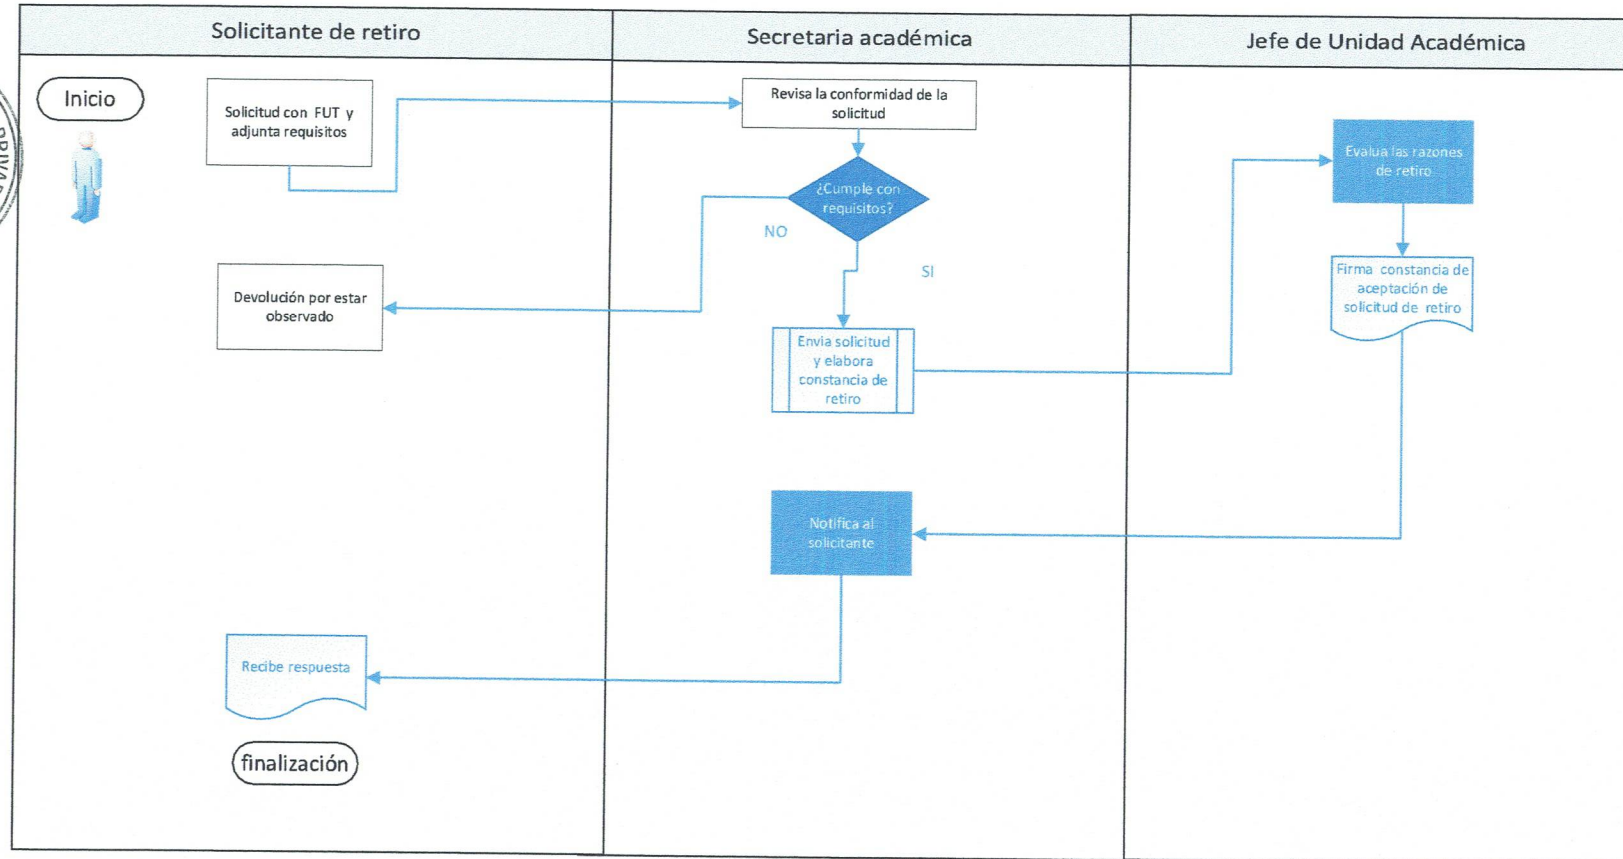 Solicitante de retiro
Secretaria académica
Jefe de Unidad Académica
Inicio
Solicitud con FUT y
adjunta requisitos
Revisa la conformidad de la
solicitud
Evalua las razones
de retiro
¿Cumple con
requisitos?
NO
SI
Devolución por estar
observado
Firma constancia de
aceptación de
solicitud de retiro
Envia solicitud
y elabora
constancia de
retiro
Notifica al
solicitante
Recibe respuesta
finalización